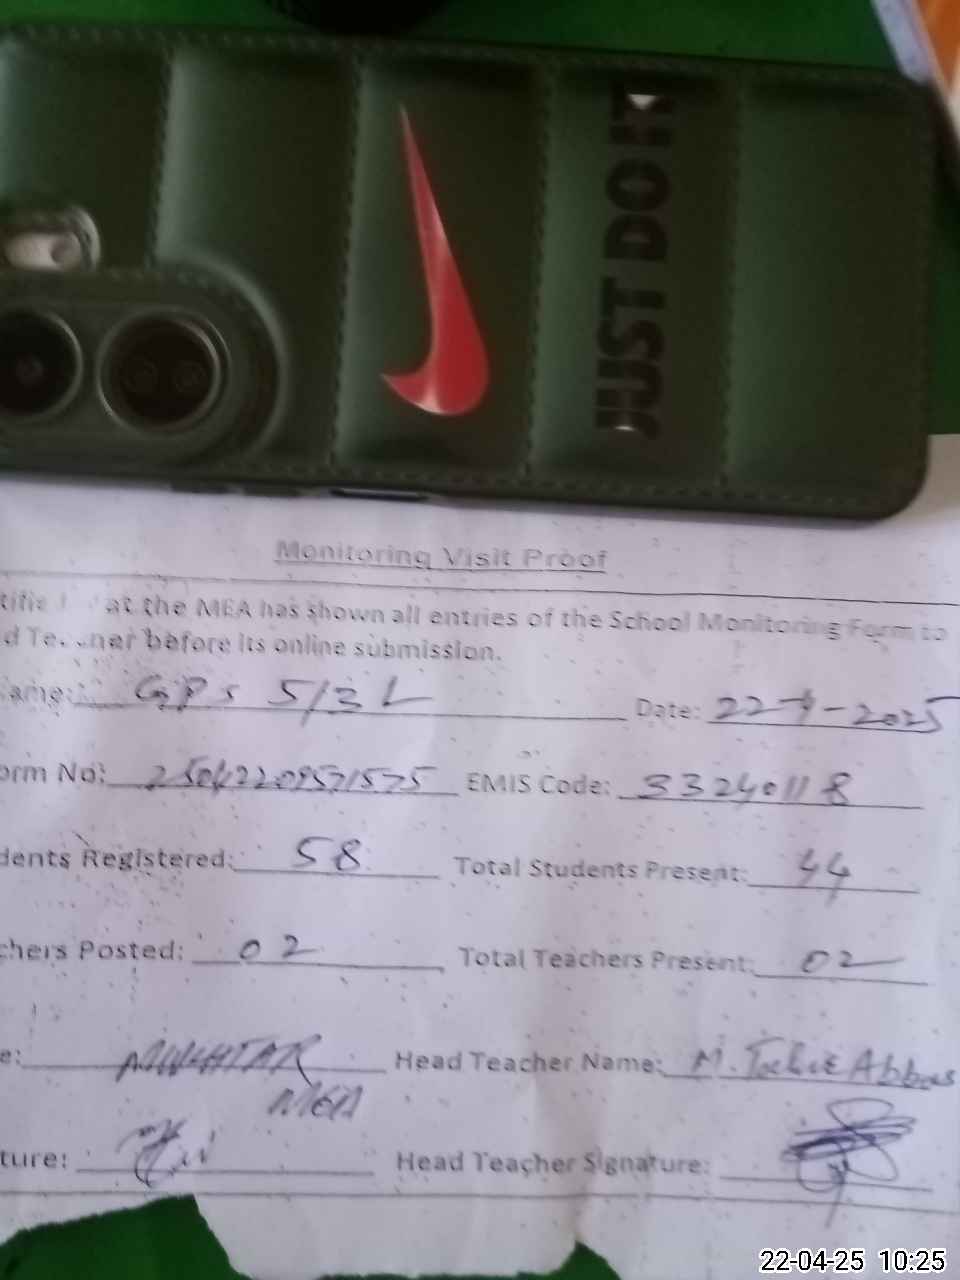 JUST DO IT
Monitoring Visit Proof
at the MEA has shown all entries of the School Monitoring Form to
before its online submission.
ame: GPS 5/3 L Date: 22-4-2025
orm No: EMIS Code: 33240118
dents Registered: 58 Total Students Present: 44
chers Posted: 02 Total Teachers Present: 02
e: MUKHTAR Head Teacher Name: M. Abbas
MEA
ture: Head Teacher Signature:
22-04-25 10:25